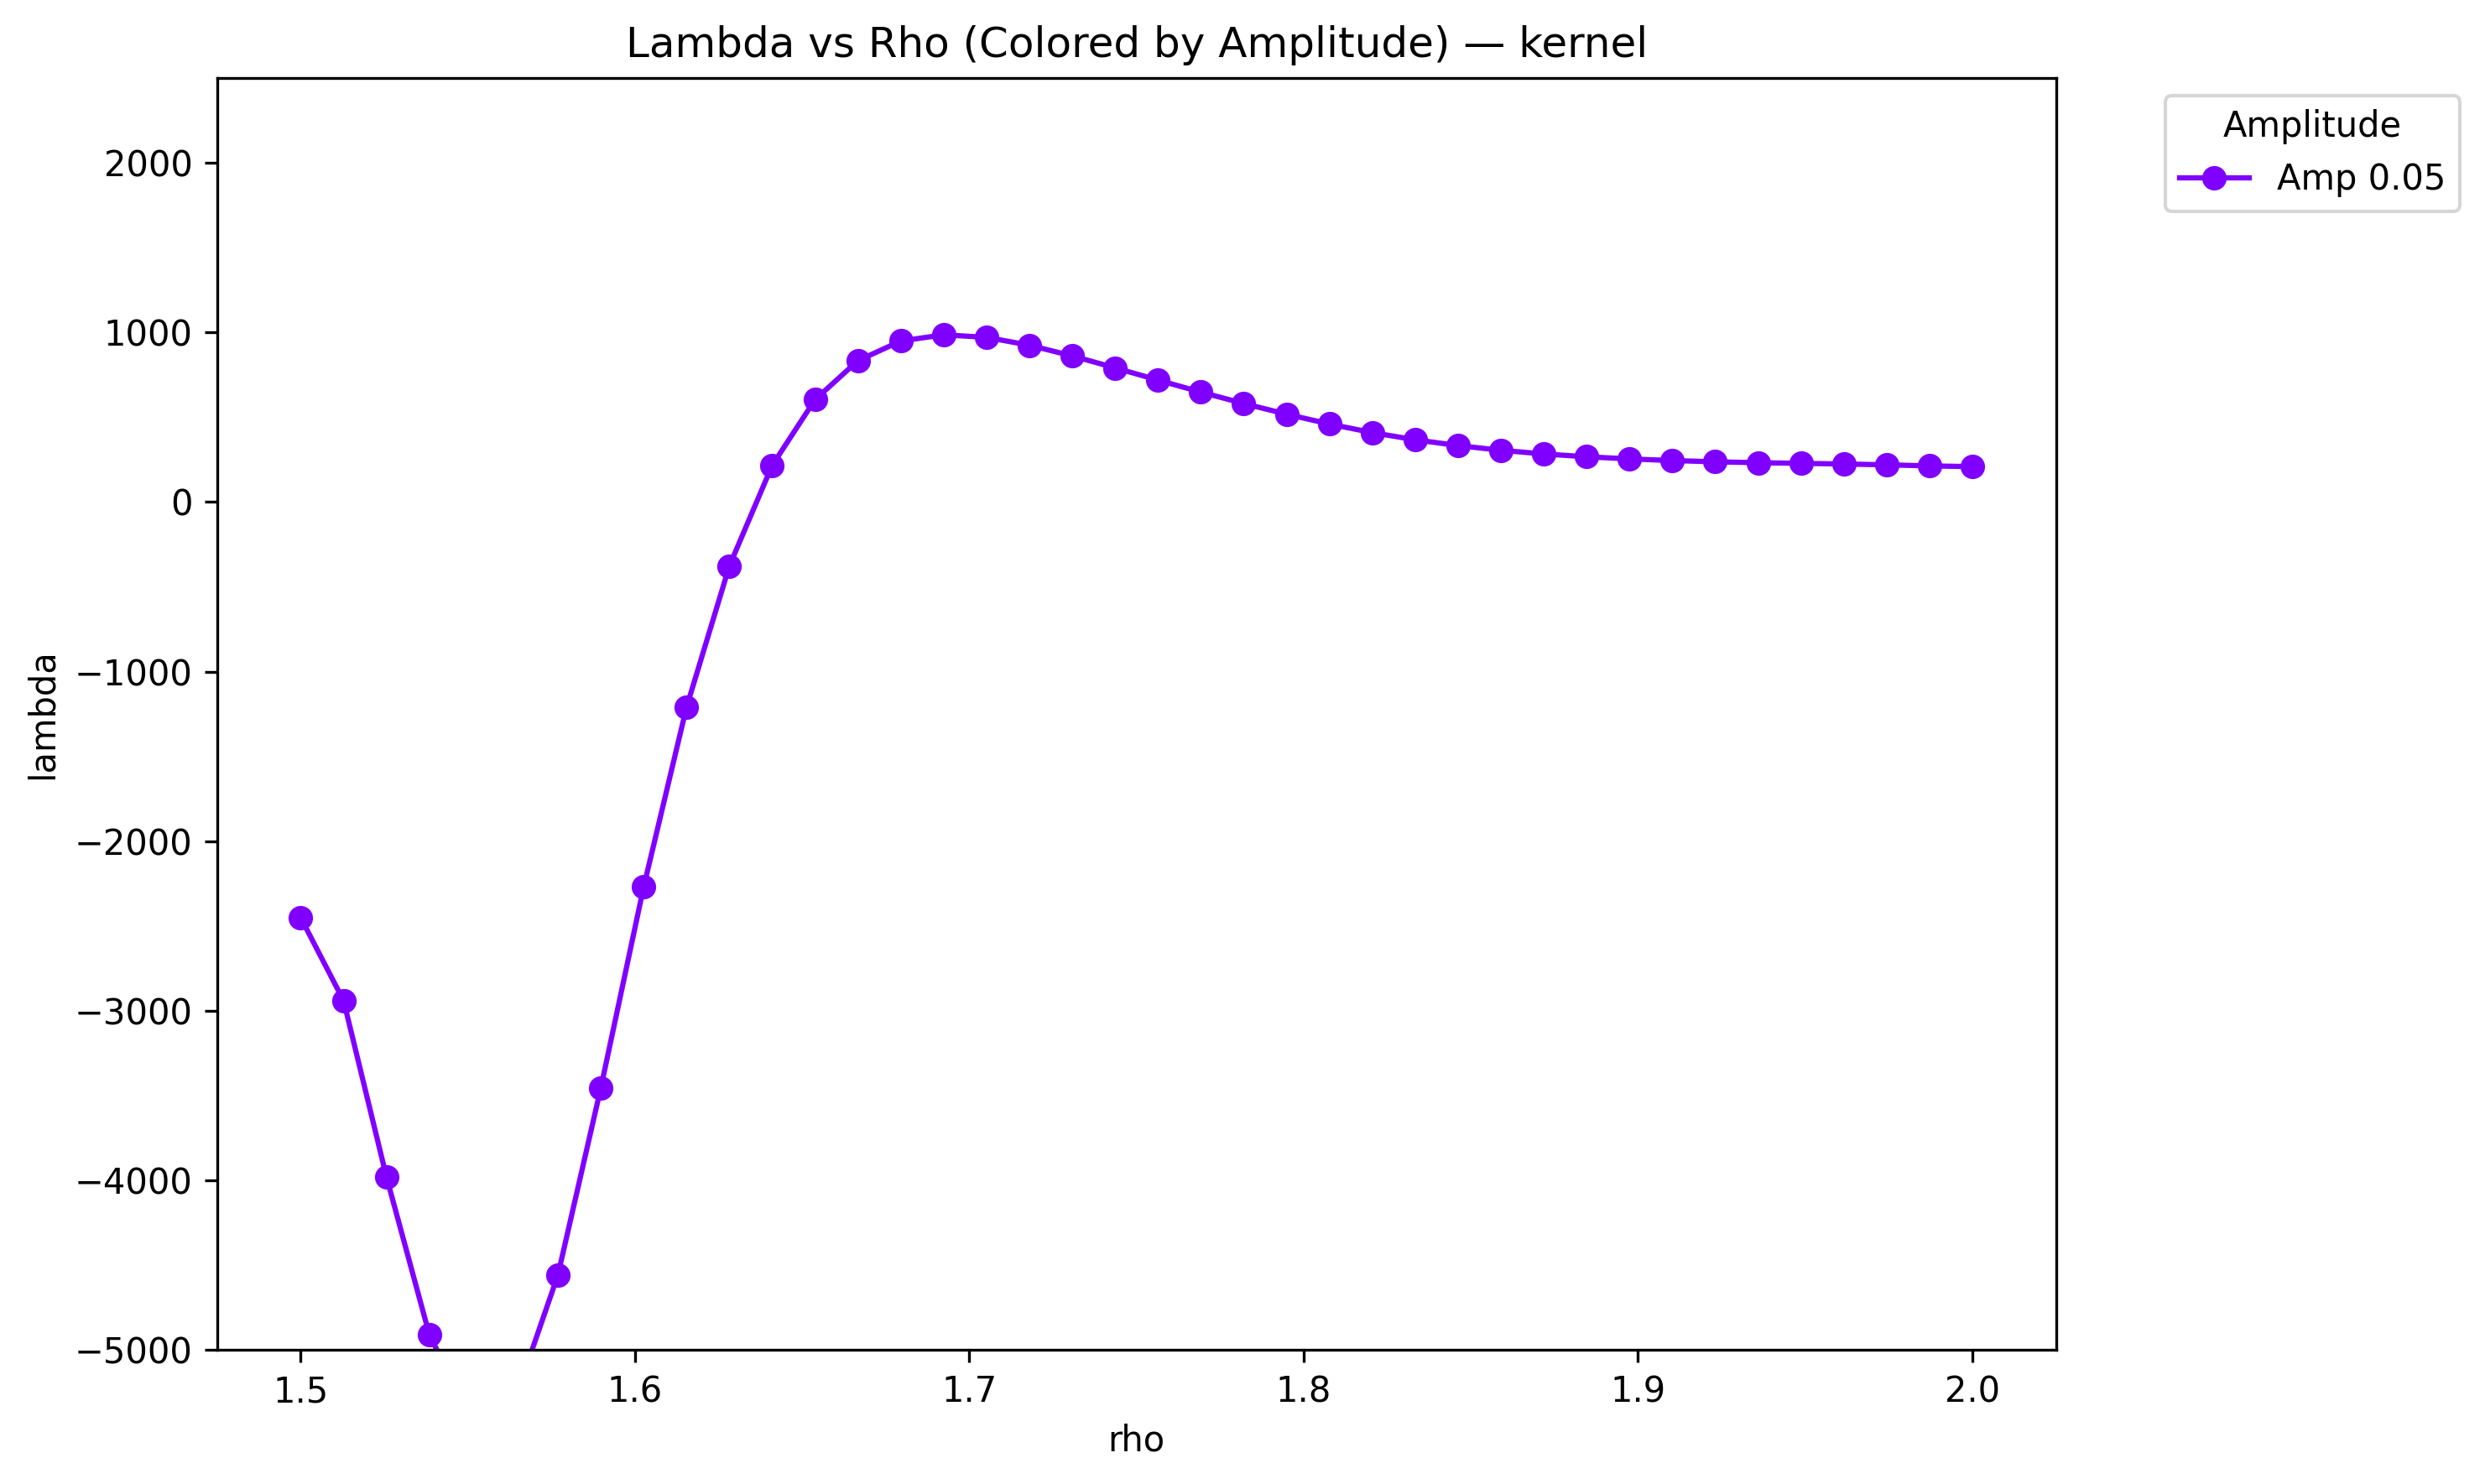 Lambda vs Rho (Colored by Amplitude) — kernel
Amplitude
Amp 0.05
2000
1000
0
−1000
−2000
−3000
−4000
−5000
lambda
1.5 1.6 1.7 1.8 1.9 2.0
rho